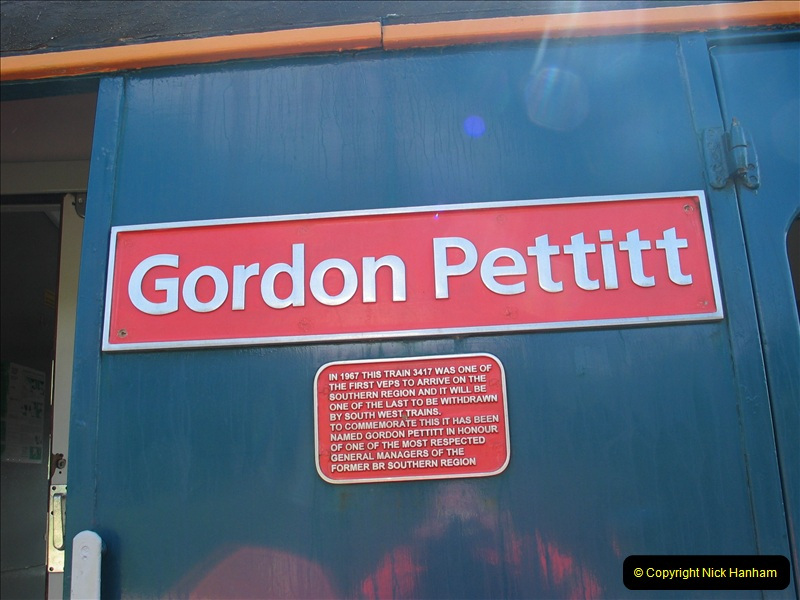 Gordon Pettitt
IN 1967 THIS TRAIN 3417 WAS ONE OF
THE FIRST VEPS TO ARRIVE ON THE
SOUTHERN REGION AND IT WILL BE
ONE OF THE LAST TO BE WITHDRAWN
BY SOUTH WEST TRAINS.
TO COMMEMORATE THIS IT HAS BEEN
NAMED GORDON PETTITT IN HONOUR
OF ONE OF THE MOST RESPECTED
GENERAL MANAGERS OF THE
FORMER BR SOUTHERN REGION
© Copyright Nick Hanham